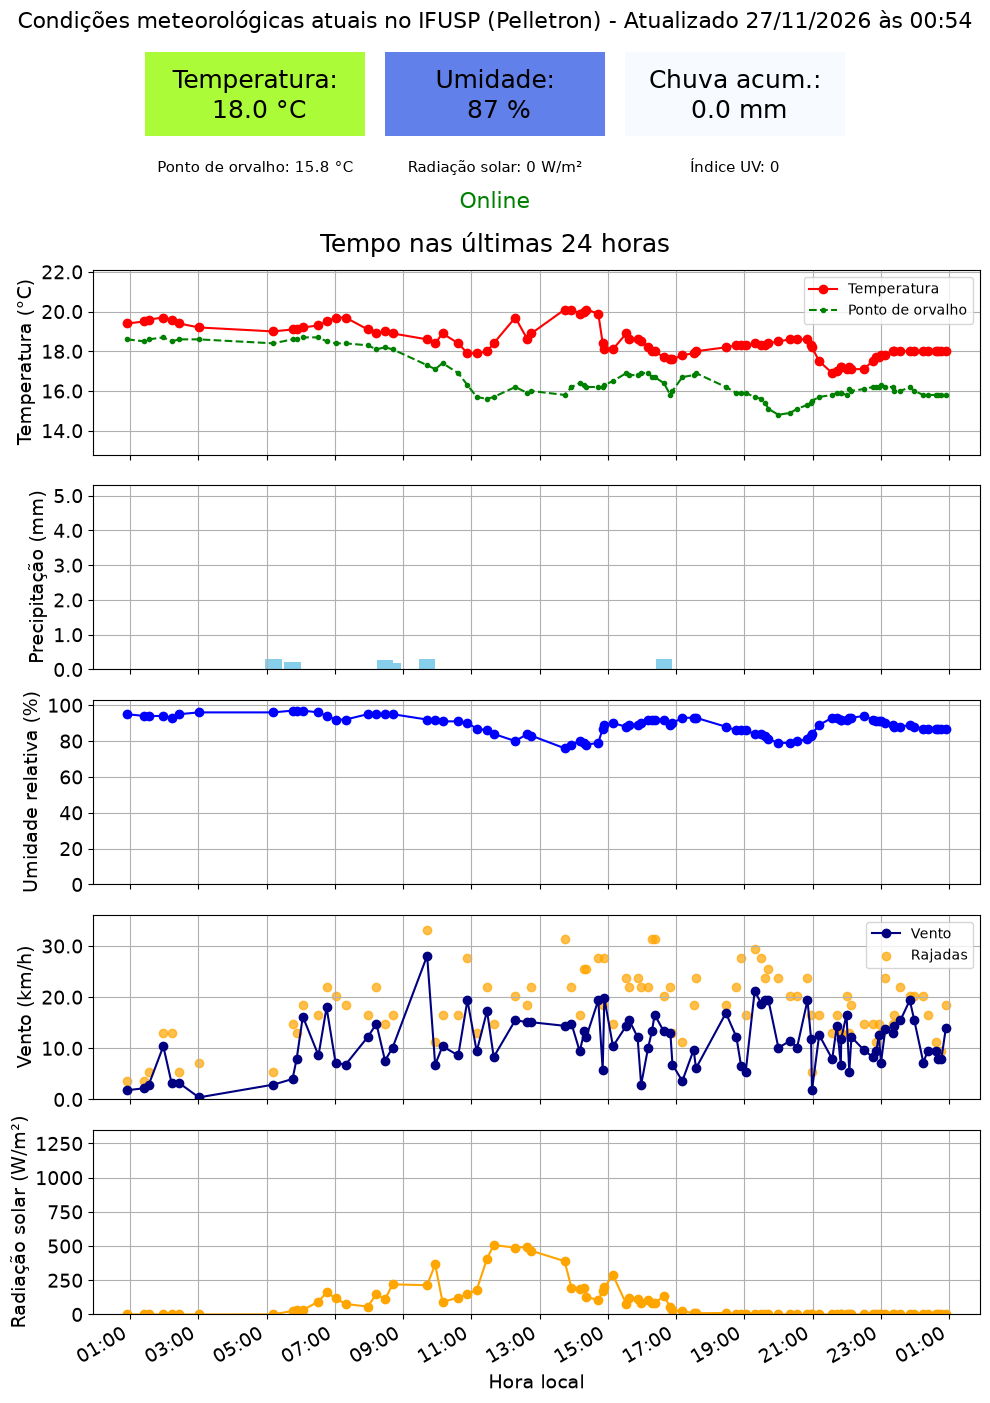 Condições meteorológicas atuais no IFUSP (Pelletron) - Atualizado 27/11/2026 às 00:54
Temperatura:
18.0 °C
Umidade:
87 %
Chuva acum.:
0.0 mm
Ponto de orvalho: 15.8 °C
Radiação solar: 0 W/m²
Índice UV: 0
Online
Tempo nas últimas 24 horas
Temperatura (°C)
22.0
20.0
18.0
16.0
14.0
Temperatura
Ponto de orvalho
Precipitação (mm)
5.0
4.0
3.0
2.0
1.0
0.0
Umidade relativa (%)
100
80
60
40
20
0
Vento (km/h)
30.0
20.0
10.0
0.0
Vento
Rajadas
Radiação solar (W/m²)
1250
1000
750
500
250
0
01:00
03:00
05:00
07:00
09:00
11:00
13:00
15:00
17:00
19:00
21:00
23:00
01:00
Hora local